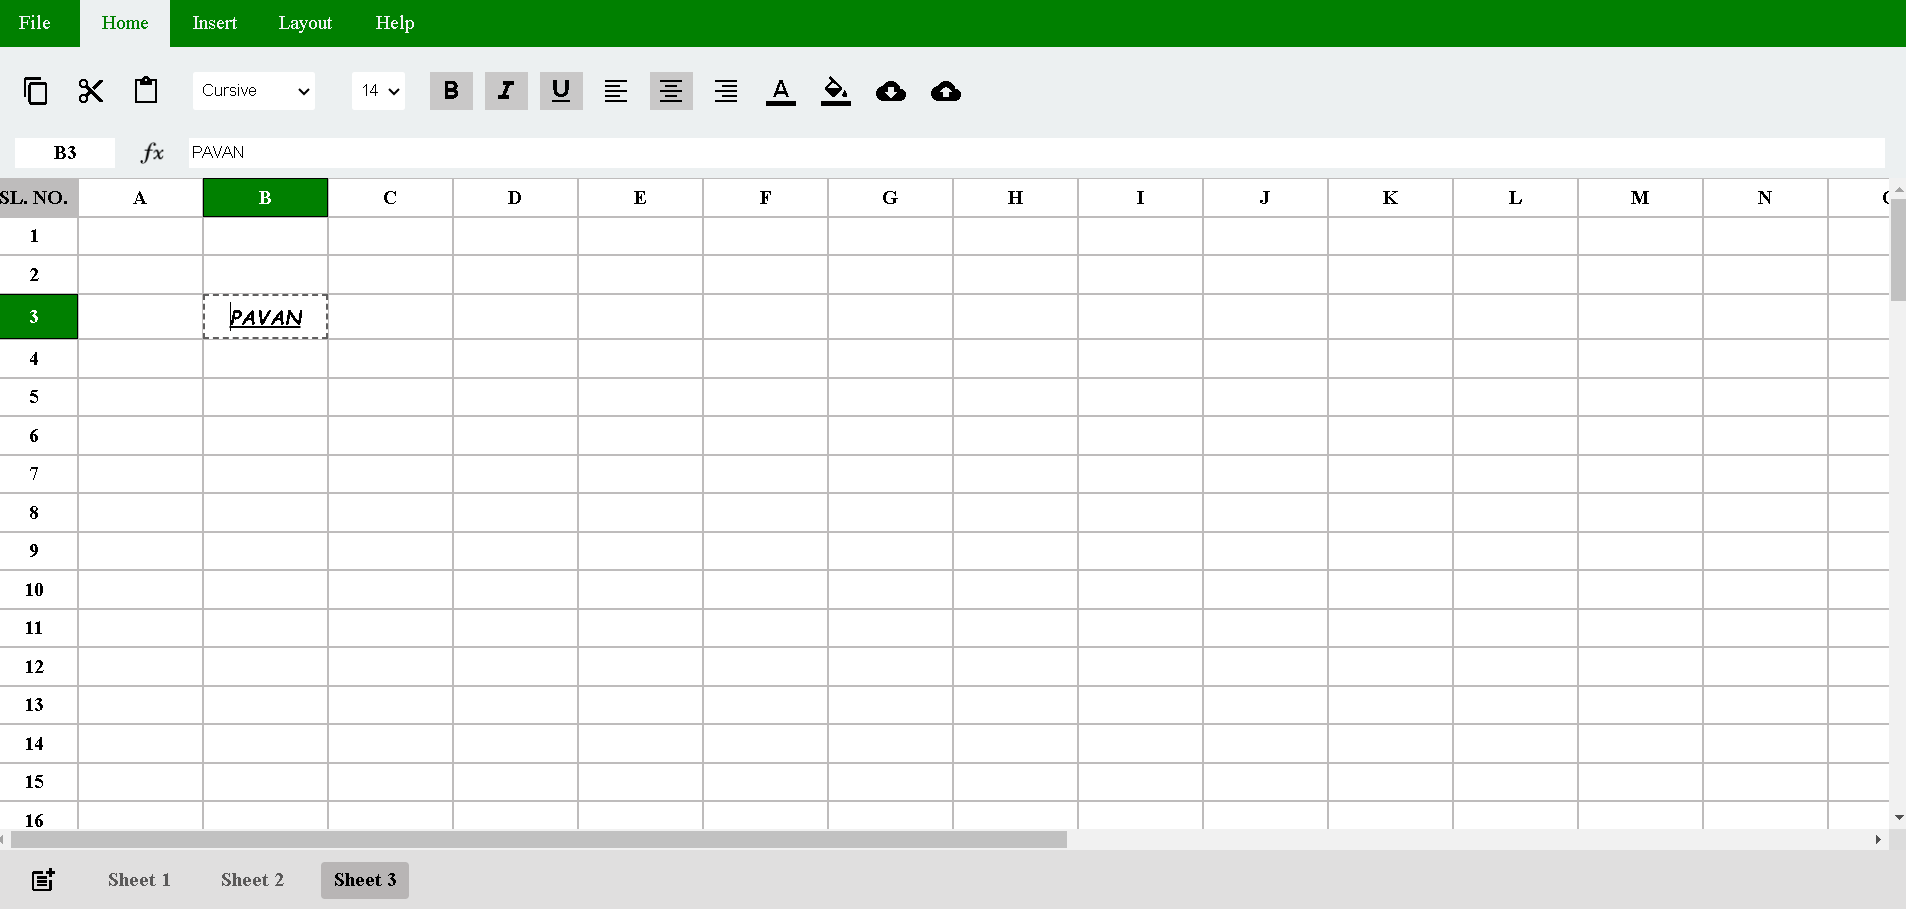 File Home Insert Layout Help
Cursive 14 B I U A
B3 fx PAVAN
SL. NO. A B C D E F G H I J K L M N
1
2
3 PAVAN
4
5
6
7
8
9
10
11
12
13
14
15
16
Sheet 1 Sheet 2 Sheet 3